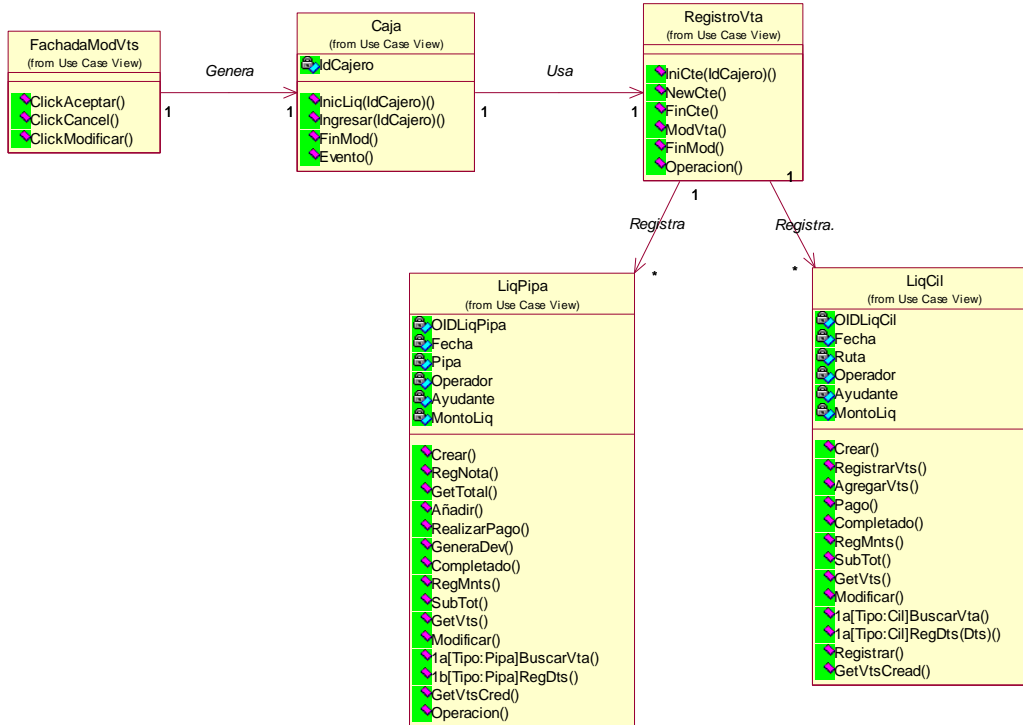 FachadaModVts
(from Use Case View)
ClickAceptar()
ClickCancel()
ClickModificar()
Genera
1
1
Caja
(from Use Case View)
IdCajero
InicLiq(IdCajero)()
Ingresar(IdCajero)()
FinMod()
Evento()
Usa
1
1
RegistroVta
(from Use Case View)
IniCte(IdCajero)()
NewCte()
FinCte()
ModVta()
FinMod()
Operacion()
1
1
Registra
Registra.
*
*
LiqPipa
(from Use Case View)
OIDLiqPipa
Fecha
Pipa
Operador
Ayudante
MontoLiq
Crear()
RegNota()
GetTotal()
Añadir()
RealizarPago()
GeneraDev()
Completado()
RegMnts()
SubTot()
GetVts()
Modificar()
1a[Tipo:Pipa]BuscarVta()
1b[Tipo:Pipa]RegDts()
GetVtsCred()
Operacion()
LiqCil
(from Use Case View)
OIDLiqCil
Fecha
Ruta
Operador
Ayudante
MontoLiq
Crear()
RegistrarVts()
AgregarVts()
Pago()
Completado()
RegMnts()
SubTot()
GetVts()
Modificar()
1a[Tipo:Cil]BuscarVta()
1a[Tipo:Cil]RegDts(Dts)()
Registrar()
GetVtsCread()